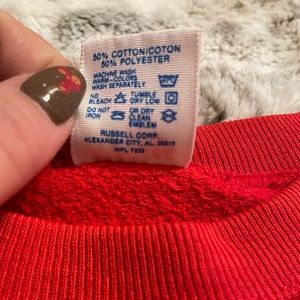 50% COTTON/COTON
50% POLYESTER
MACHINE WASH
WARM-COLORS
WASH SEPARATELY
NO TUMBLE
BLEACH DRY LOW
DO NOT OR DRY
IRON CLEAN
EMBLEM
RUSSELL CORP.
ALEXANDER CITY, AL. 35010
WPL 7252